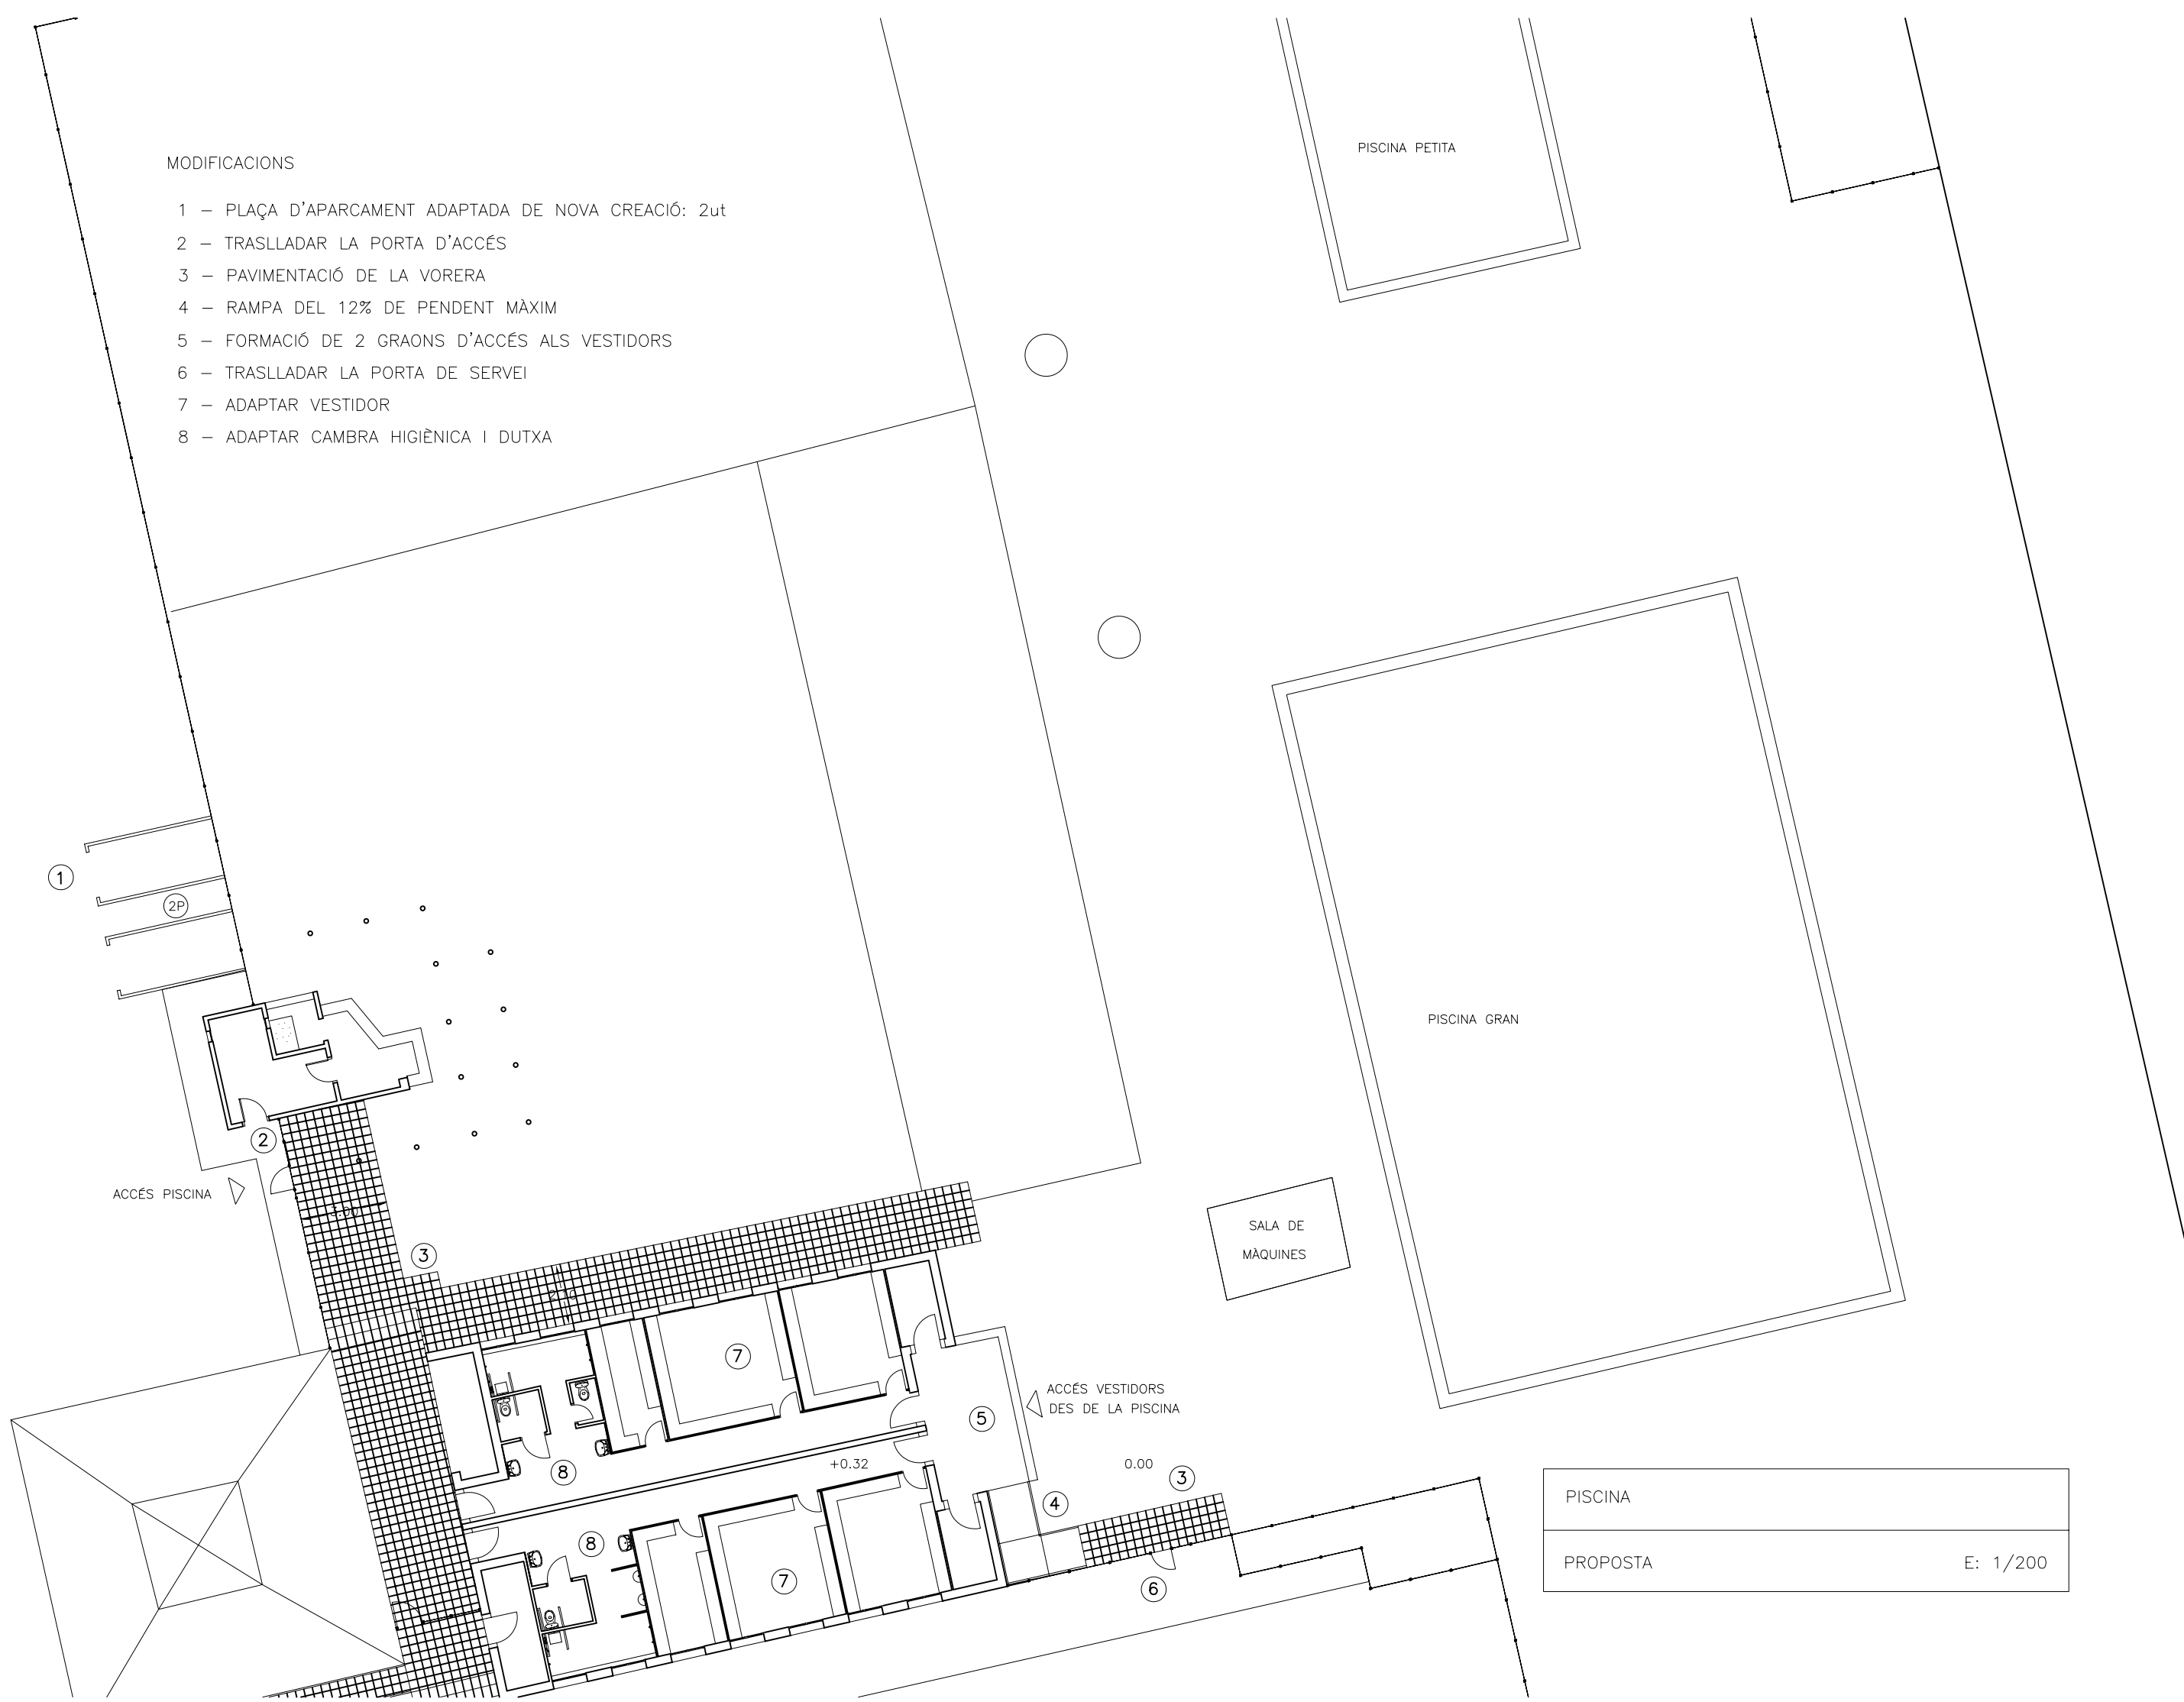 MODIFICACIONS
1 – PLAÇA D'APARCAMENT ADAPTADA DE NOVA CREACIÓ: 2ut
2 – TRASLLADAR LA PORTA D'ACCÉS
3 – PAVIMENTACIÓ DE LA VORERA
4 – RAMPA DEL 12% DE PENDENT MÀXIM
5 – FORMACIÓ DE 2 GRAONS D'ACCÉS ALS VESTIDORS
6 – TRASLLADAR LA PORTA DE SERVEI
7 – ADAPTAR VESTIDOR
8 – ADAPTAR CAMBRA HIGIÈNICA I DUTXA
PISCINA PETITA
1
2P
PISCINA GRAN
2
ACCÉS PISCINA
3.00
3
SALA DE
MÀQUINES
7
ACCÉS VESTIDORS
DES DE LA PISCINA
5
8
+0.32
0.00
3
4
8
7
6
PISCINA
PROPOSTA
E: 1/200